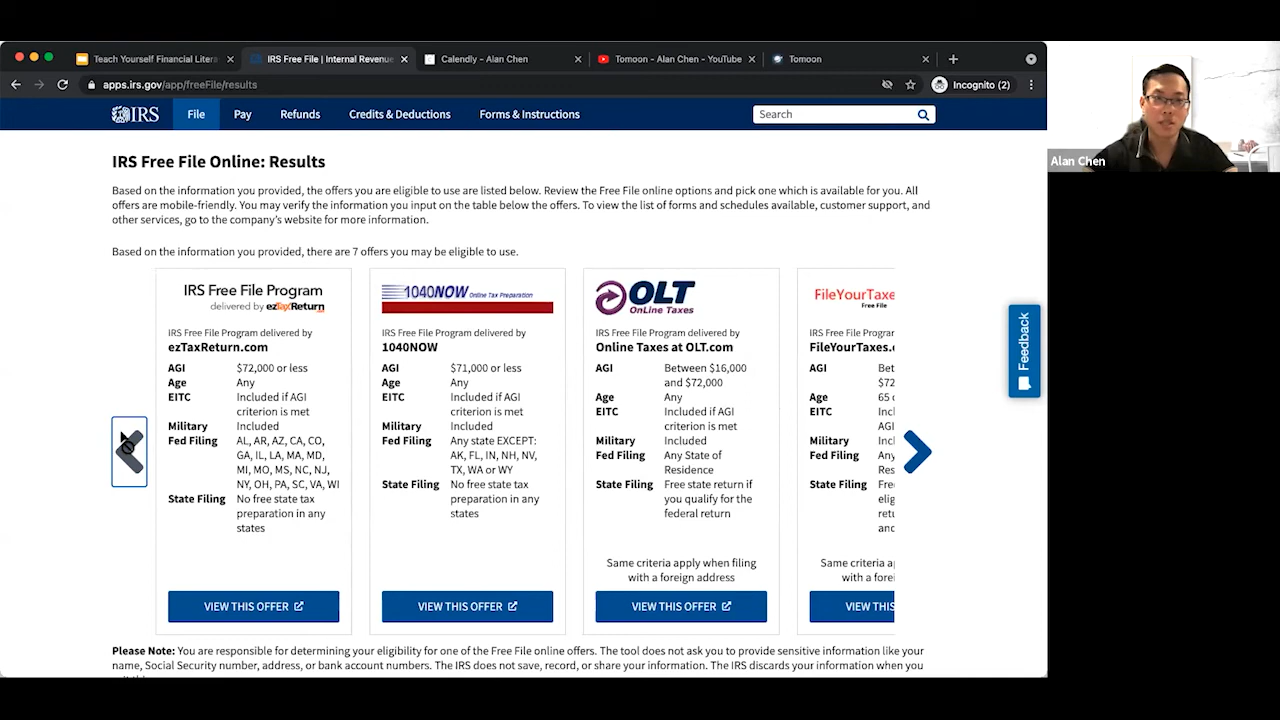 Teach Yourself Financial Litera
IRS Free File | Internal Revenue
Calendly - Alan Chen
Tomoon - Alan Chen - YouTube
Tomoon
apps.irs.gov/app/freeFile/results
Incognito (2)
IRS
File
Pay
Refunds
Credits & Deductions
Forms & Instructions
Search
Alan Chen
IRS Free File Online: Results
Based on the information you provided, the offers you are eligible to use are listed below. Review the Free File online options and pick one which is available for you. All
offers are mobile-friendly. You may verify the information you input on the table below the offers. To view the list of forms and schedules available, customer support, and
other services, go to the company's website for more information.
Based on the information you provided, there are 7 offers you may be eligible to use.
IRS Free File Program
delivered by ezTaxReturn
IRS Free File Program delivered by
ezTaxReturn.com
AGI $72,000 or less
Age Any
EITC Included if AGI
criterion is met
Military Included
Fed Filing AL, AR, AZ, CA, CO,
GA, IL, LA, MA, MD,
MI, MO, MS, NC, NJ,
NY, OH, PA, SC, VA, WI
State Filing No free state tax
preparation in any
states
VIEW THIS OFFER
1040NOW Online Tax Preparation
IRS Free File Program delivered by
1040NOW
AGI $71,000 or less
Age Any
EITC Included if AGI
criterion is met
Military Included
Fed Filing Any state EXCEPT:
AK, FL, IN, NH, NV,
TX, WA or WY
State Filing No free state tax
preparation in any
states
VIEW THIS OFFER
OLT
OnLine Taxes
IRS Free File Program delivered by
Online Taxes at OLT.com
AGI Between $16,000
and $72,000
Age Any
EITC Included if AGI
criterion is met
Military Included
Fed Filing Any State of
Residence
State Filing Free state return if
you qualify for the
federal return
Same criteria apply when filing
with a foreign address
VIEW THIS OFFER
FileYourTaxe
Free File
IRS Free File Program
FileYourTaxes.c
AGI Bet
$72
Age 65 o
EITC Incl
AGI
Military Incl
Fed Filing Any
Res
State Filing Free
elig
retu
and
Same criteria ap
with a forei
VIEW THIS
Feedback
Please Note: You are responsible for determining your eligibility for one of the Free File online offers. The tool does not ask you to provide sensitive information like your
name, Social Security number, address, or bank account numbers. The IRS does not save, record, or share your information. The IRS discards your information when you